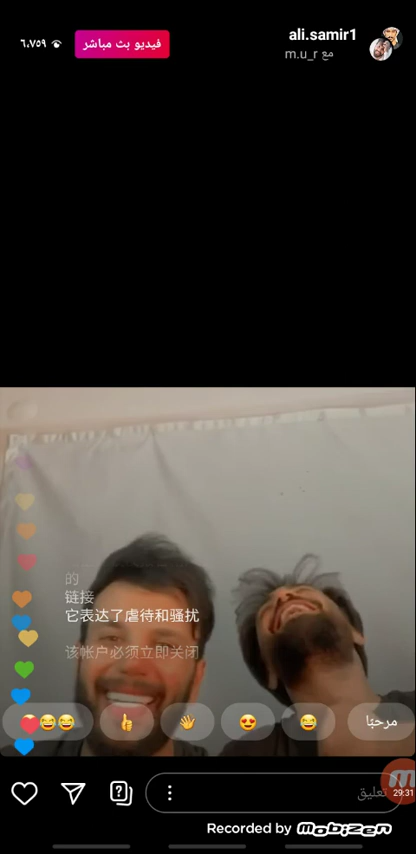 ali.samir1
مع m.u_r
فيديو بث مباشر
٦،٧٥٩
的
链接
它表达了虐待和骚扰
该帐户必须立即关闭
مرحبًا
تعليق
29:31
Recorded by Mobizen